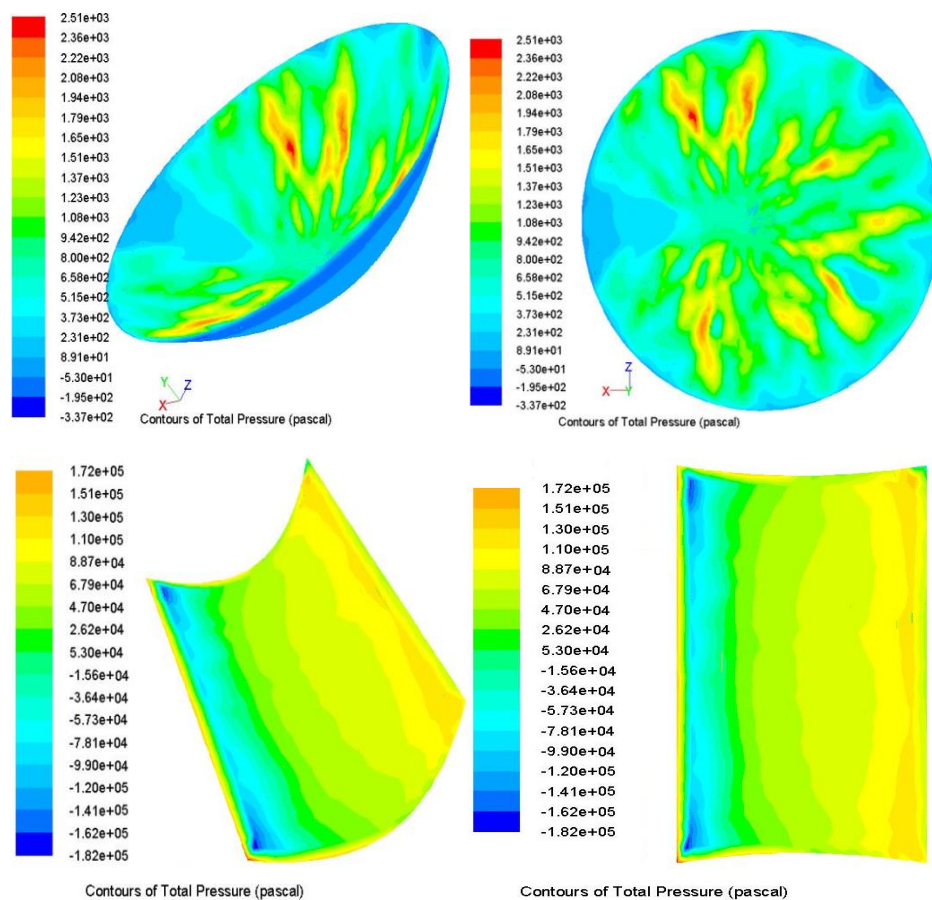 2.51e+03
2.36e+03
2.22e+03
2.08e+03
1.94e+03
1.79e+03
1.65e+03
1.51e+03
1.37e+03
1.23e+03
1.08e+03
9.42e+02
8.00e+02
6.58e+02
5.15e+02
3.73e+02
2.31e+02
8.91e+01
-5.30e+01
-1.95e+02
-3.37e+02
Y
Z
X
Contours of Total Pressure (pascal)
2.51e+03
2.36e+03
2.22e+03
2.08e+03
1.94e+03
1.79e+03
1.65e+03
1.51e+03
1.37e+03
1.23e+03
1.08e+03
9.42e+02
8.00e+02
6.58e+02
5.15e+02
3.73e+02
2.31e+02
8.91e+01
-5.30e+01
-1.95e+02
-3.37e+02
Z
X Y
Contours of Total Pressure (pascal)
1.72e+05
1.51e+05
1.30e+05
1.10e+05
8.87e+04
6.79e+04
4.70e+04
2.62e+04
5.30e+04
-1.56e+04
-3.64e+04
-5.73e+04
-7.81e+04
-9.90e+04
-1.20e+05
-1.41e+05
-1.62e+05
-1.82e+05
Contours of Total Pressure (pascal)
1.72e+05
1.51e+05
1.30e+05
1.10e+05
8.87e+04
6.79e+04
4.70e+04
2.62e+04
5.30e+04
-1.56e+04
-3.64e+04
-5.73e+04
-7.81e+04
-9.90e+04
-1.20e+05
-1.41e+05
-1.62e+05
-1.82e+05
Contours of Total Pressure (pascal)